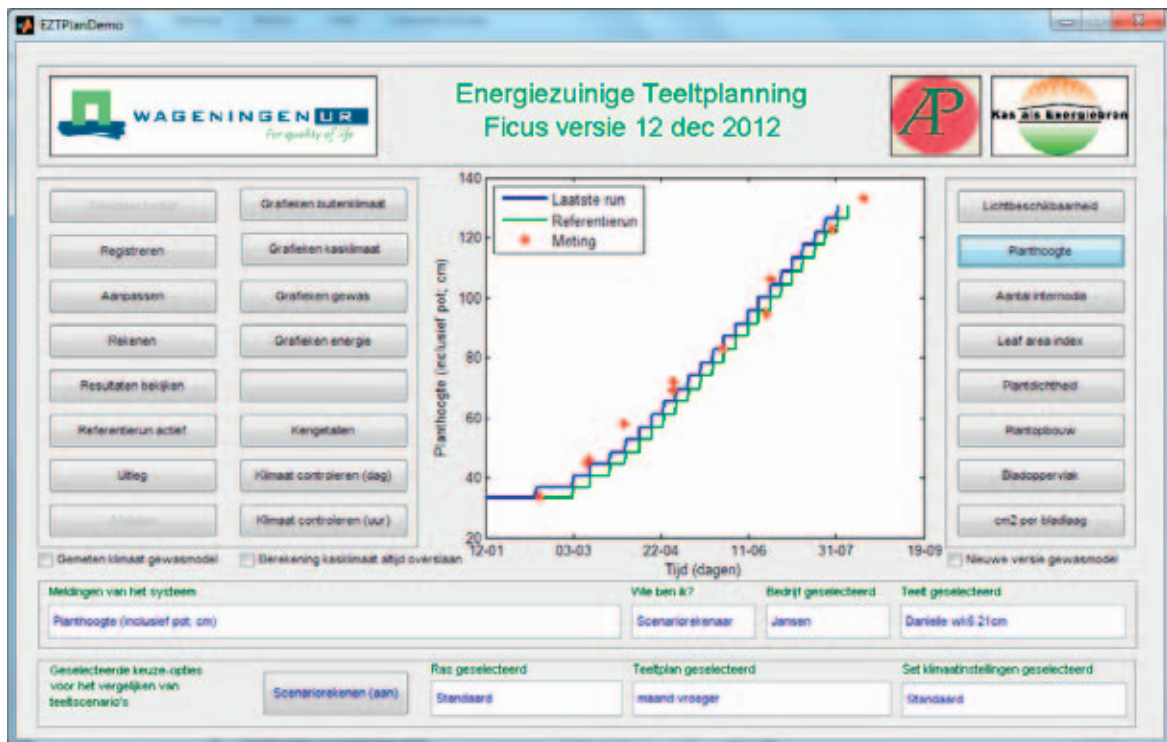 EZTPlanDemo
WAGENINGEN UR
For quality of life
Energiezuinige Teeltplanning
Ficus versie 12 dec 2012
AP
Kas als Energiebron
Registreren
Aanpassen
Rekenen
Resultaten bekijken
Referentierun actief
Uitleg
Afsluiten
Grafieken buitenklimaat
Grafieken kasklimaat
Grafieken gewas
Grafieken energie
Kengetallen
Klimaat controleren (dag)
Klimaat controleren (uur)
Laatste run
Referentierun
Meting
Planthoogte (inclusief pot; cm)
140
120
100
80
60
40
20
12-01
03-03
22-04
11-06
31-07
19-09
Tijd (dagen)
Lichtbeschikbaarheid
Planthoogte
Aantal internodia
Leaf area index
Plantdichtheid
Plantopbouw
Bladoppervlak
cm2 per bladlaag
Gemeten klimaat gewasmodel
Berekening kasklimaat altijd overslaan
Nieuwe versie gewasmodel
Meldingen van het systeem
Planthoogte (inclusief pot; cm)
Wie ben ik?
Scenariorekenaar
Bedrijf geselecteerd
Jansen
Teelt geselecteerd
Danielle wk6 21cm
Geselecteerde keuze-opties
voor het vergelijken van
teeltscenario's
Scenariorekenen (aan)
Ras geselecteerd
Standaard
Teeltplan geselecteerd
maand vroeger
Set klimaatinstellingen geselecteerd
Standaard